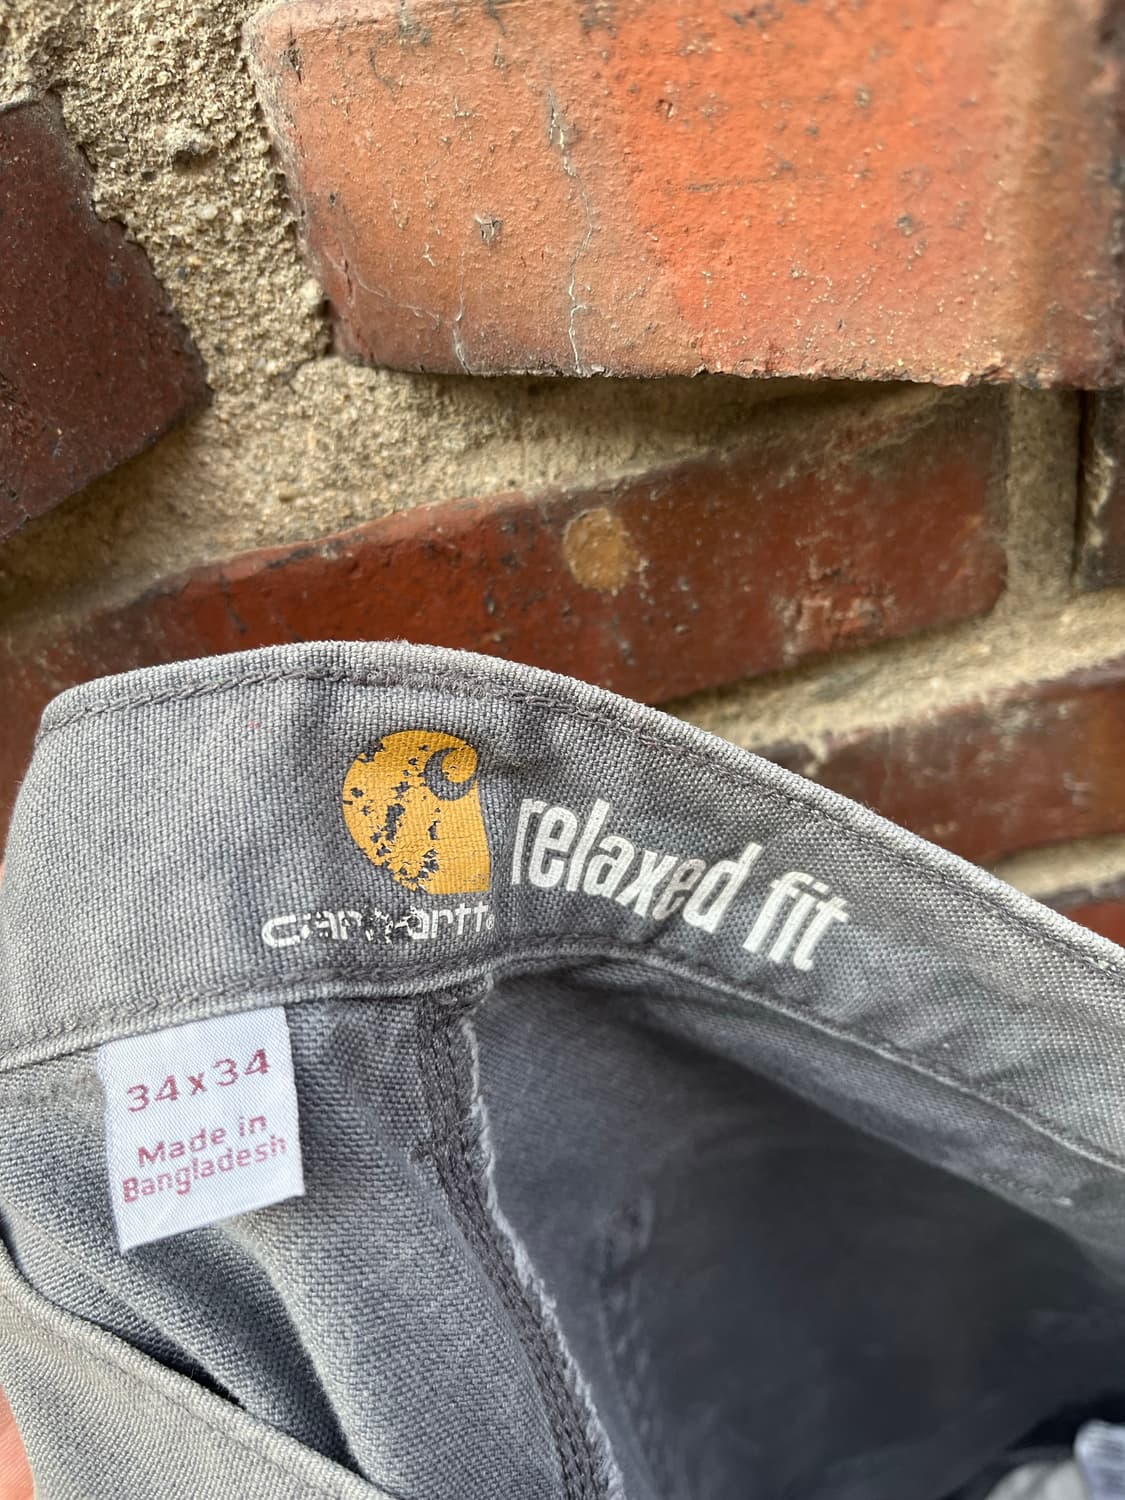 carhartt
relaxed fit
34x34
Made in
Bangladesh